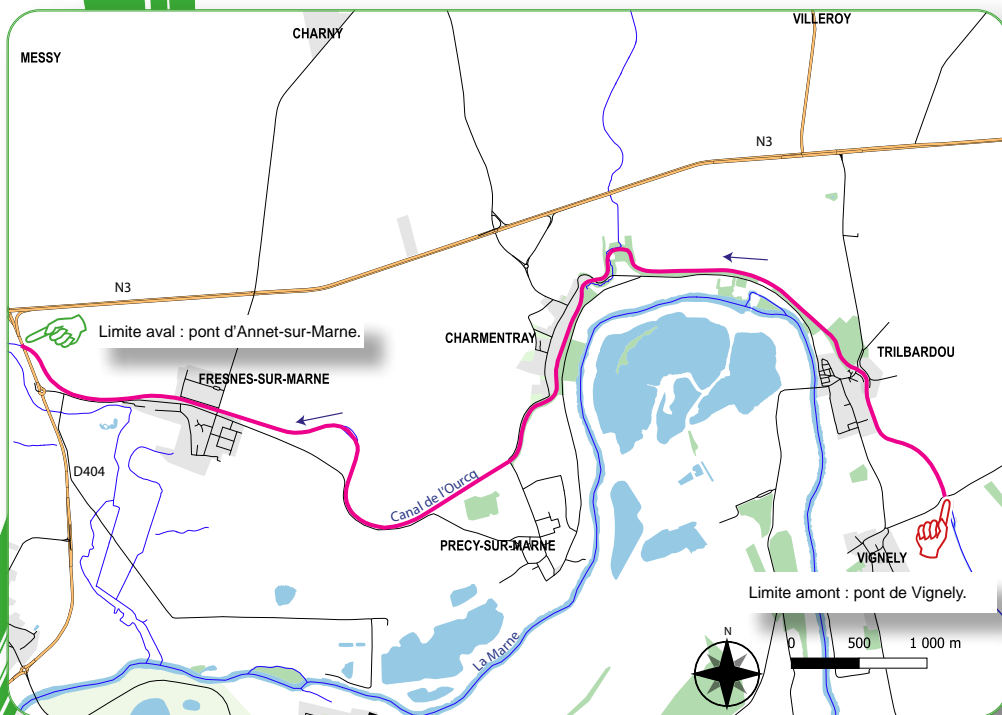 VILLEROY
CHARNY
MESSY
N3
N3
Limite aval : pont d'Annet-sur-Marne.
CHARMENTRAY
TRILBARDOU
FRESNES-SUR-MARNE
D404
Canal de l'Ourcq
PRECY-SUR-MARNE
VIGNELY
Limite amont : pont de Vignely.
La Marne
N
0 500 1 000 m